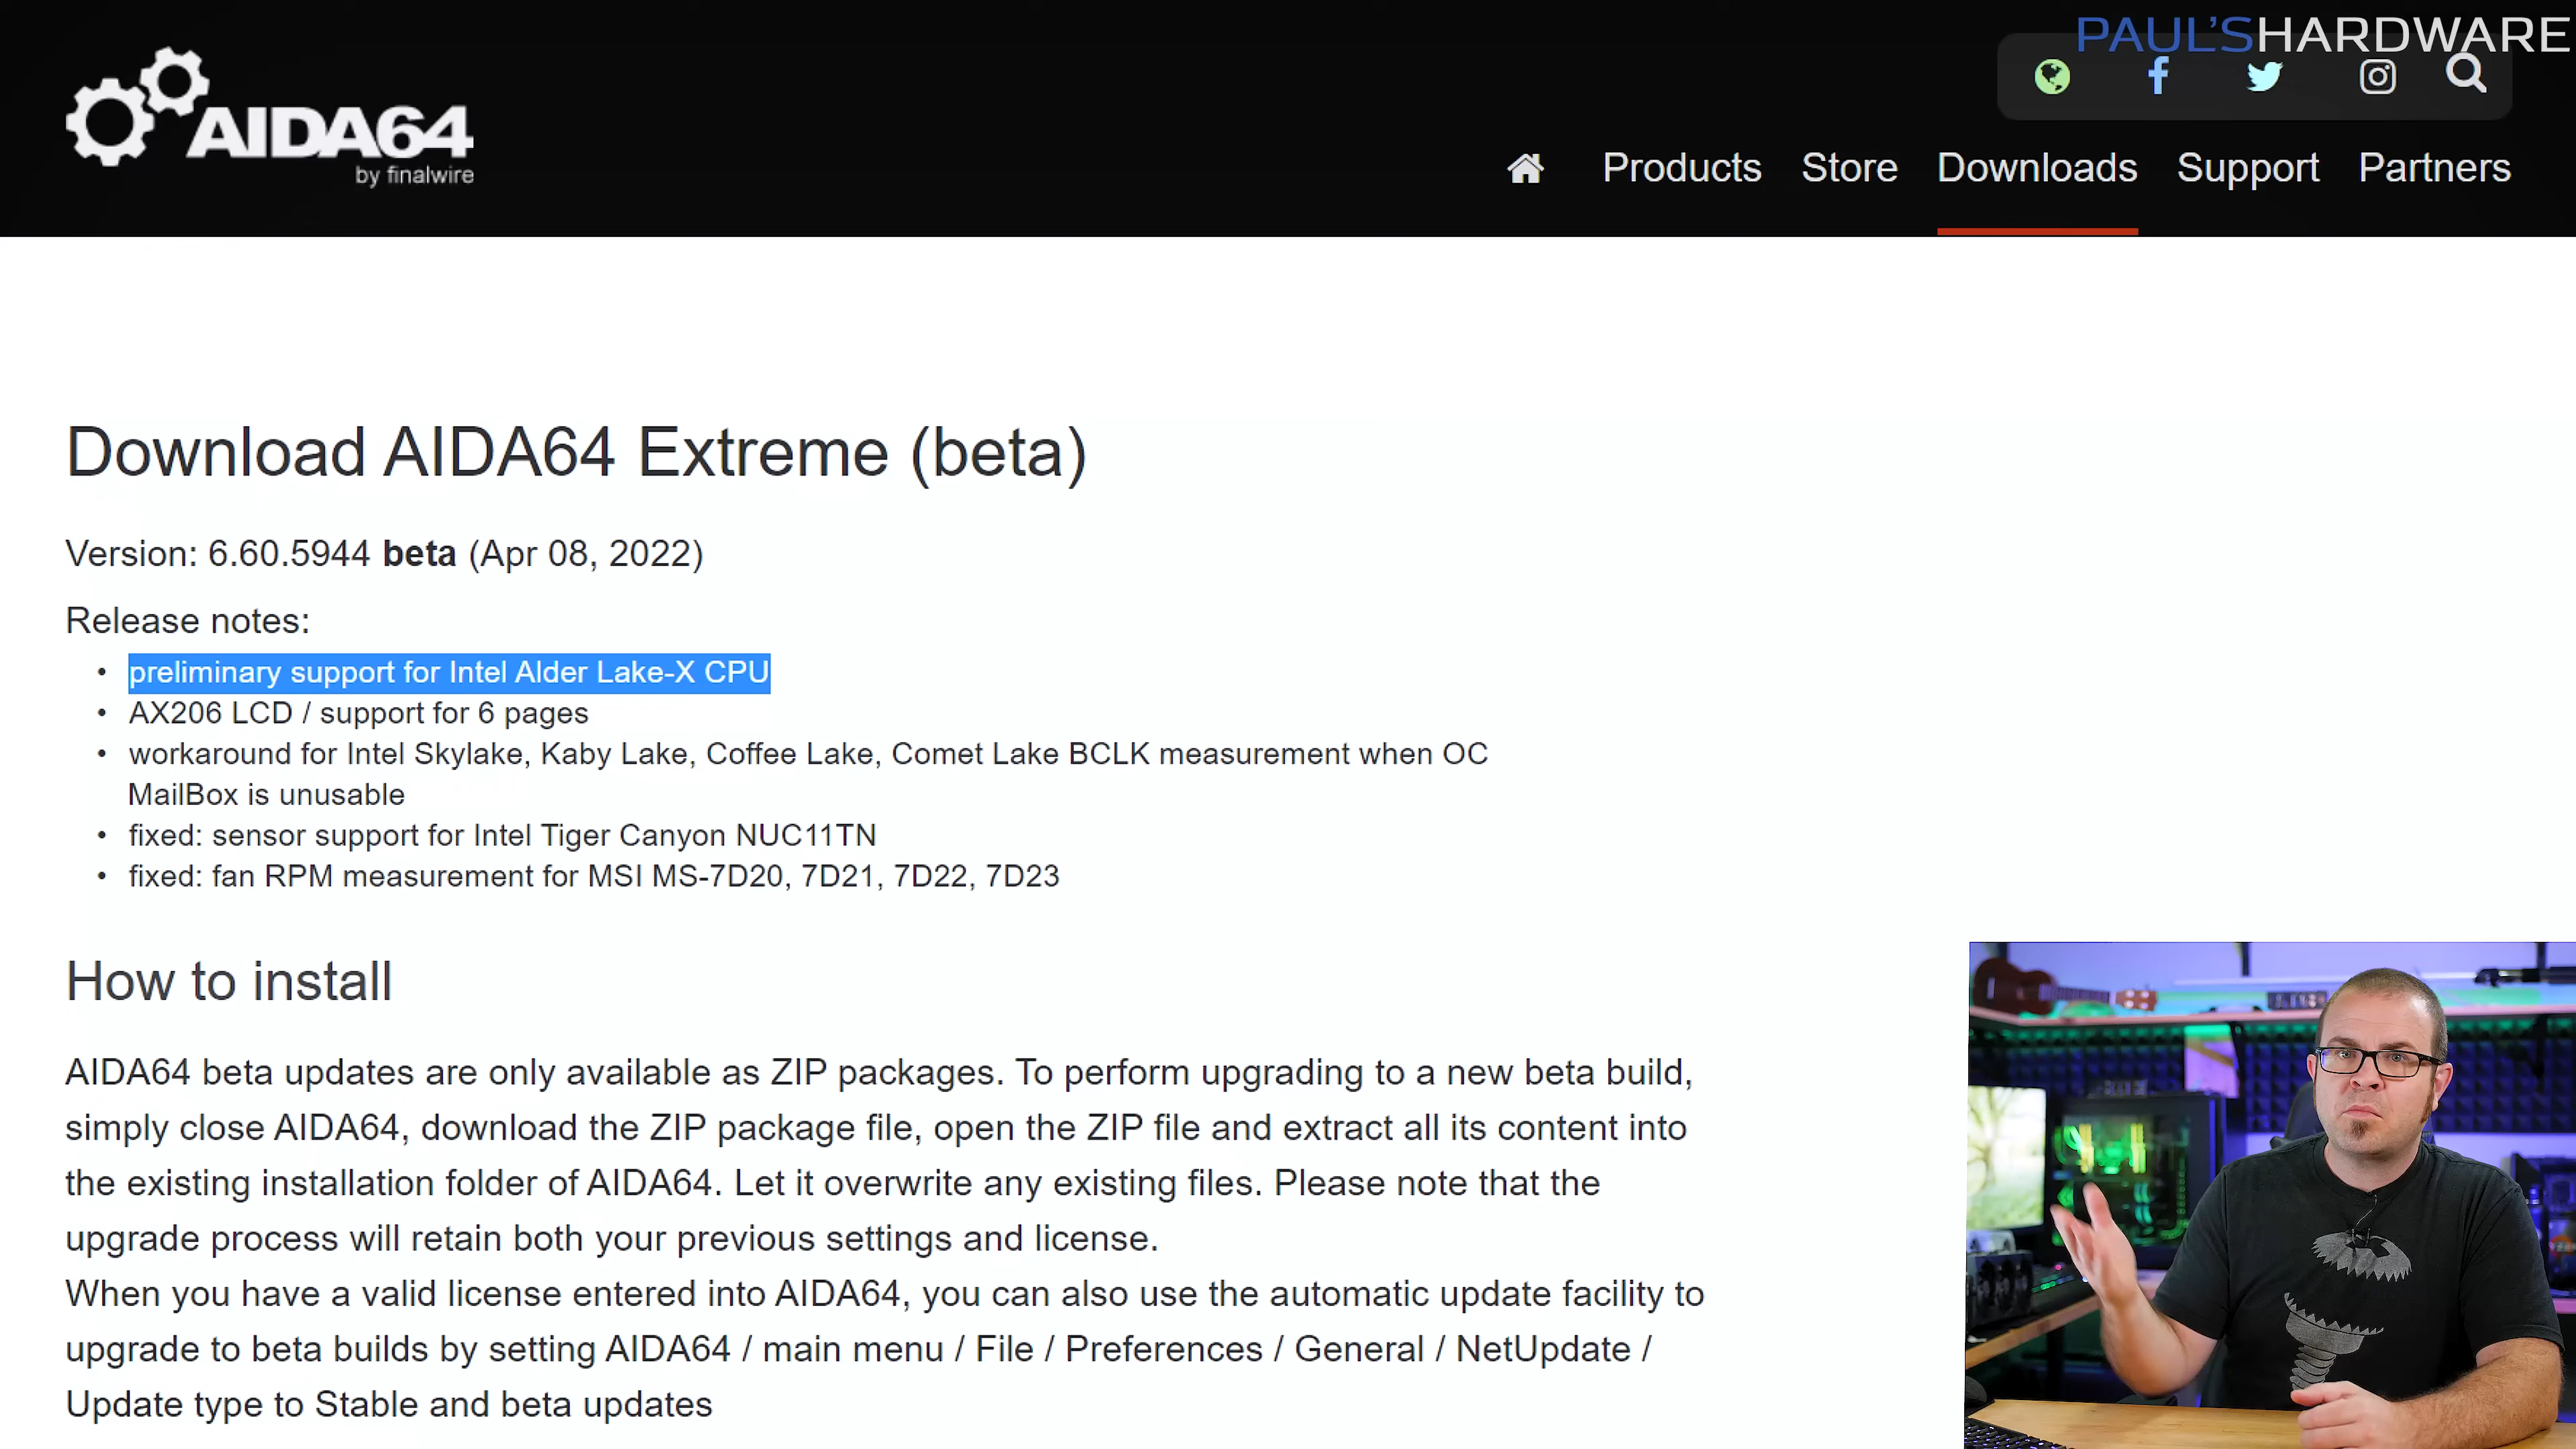 PAUL'SHARDWARE
AIDA64
by finalwire
Products Store Downloads Support Partners
Download AIDA64 Extreme (beta)
Version: 6.60.5944 beta (Apr 08, 2022)
Release notes:
• preliminary support for Intel Alder Lake-X CPU
• AX206 LCD / support for 6 pages
• workaround for Intel Skylake, Kaby Lake, Coffee Lake, Comet Lake BCLK measurement when OC
MailBox is unusable
• fixed: sensor support for Intel Tiger Canyon NUC11TN
• fixed: fan RPM measurement for MSI MS-7D20, 7D21, 7D22, 7D23
How to install
AIDA64 beta updates are only available as ZIP packages. To perform upgrading to a new beta build,
simply close AIDA64, download the ZIP package file, open the ZIP file and extract all its content into
the existing installation folder of AIDA64. Let it overwrite any existing files. Please note that the
upgrade process will retain both your previous settings and license.
When you have a valid license entered into AIDA64, you can also use the automatic update facility to
upgrade to beta builds by setting AIDA64 / main menu / File / Preferences / General / NetUpdate /
Update type to Stable and beta updates